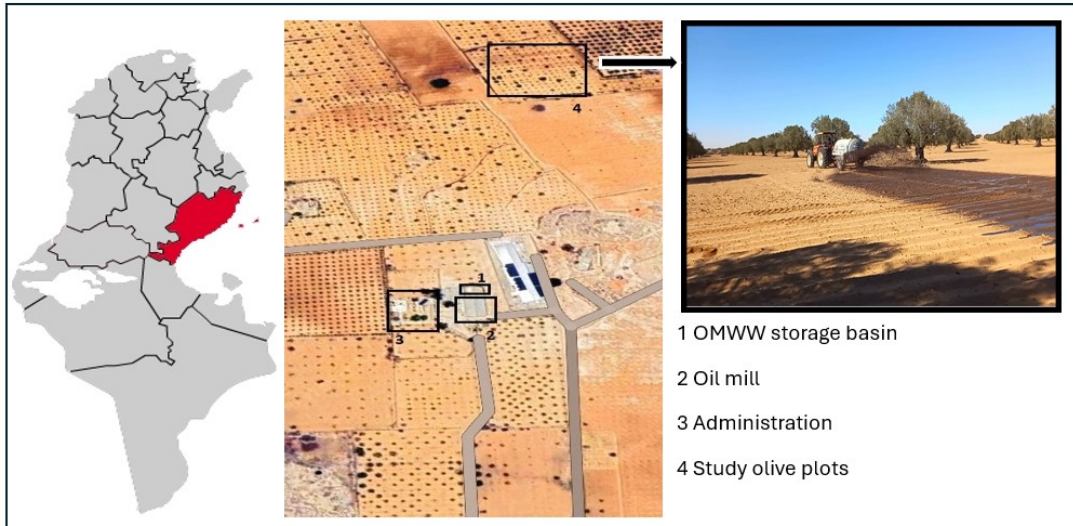 4
1
2
3
1 OMWW storage basin
2 Oil mill
3 Administration
4 Study olive plots